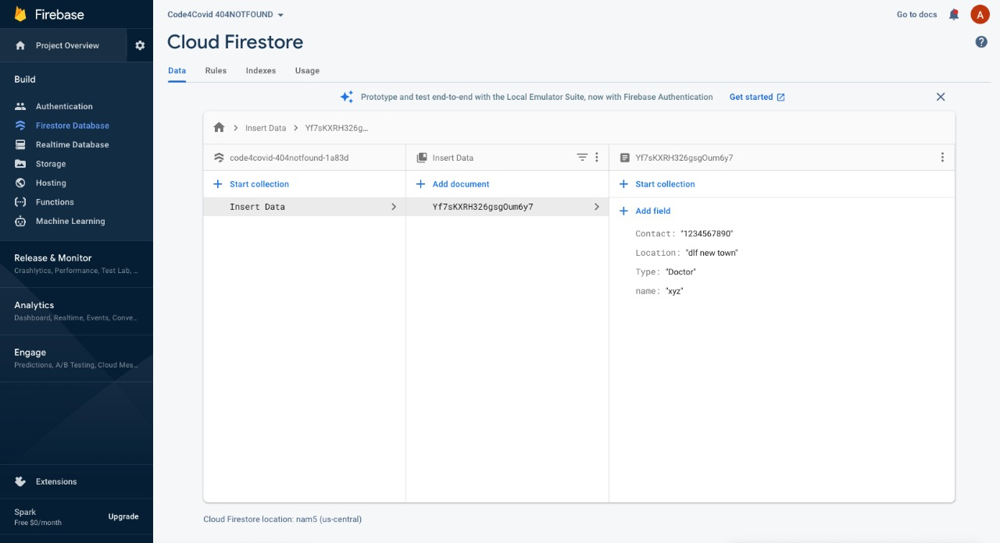 Firebase
Project Overview
Build
Authentication
Firestore Database
Realtime Database
Storage
Hosting
Functions
Machine Learning
Release & Monitor
Crashlytics, Performance, Test Lab, ...
Analytics
Dashboard, Realtime, Events, Conve...
Engage
Predictions, A/B Testing, Cloud Mes...
Extensions
Spark
Free $0/month
Upgrade
Code4Covid 404NOTFOUND
Go to docs
A
Cloud Firestore
Data Rules Indexes Usage
Prototype and test end-to-end with the Local Emulator Suite, now with Firebase Authentication Get started
Insert Data Yf7sKXRH326g...
code4covid-404notfound-1a83d
Start collection
Insert Data
Insert Data
Add document
Yf7sKXRH326gsgOum6y7
Yf7sKXRH326gsgOum6y7
Start collection
Add field
Contact: "1234567890"
Location: "dlf new town"
Type: "Doctor"
name: "xyz"
Cloud Firestore location: nam5 (us-central)